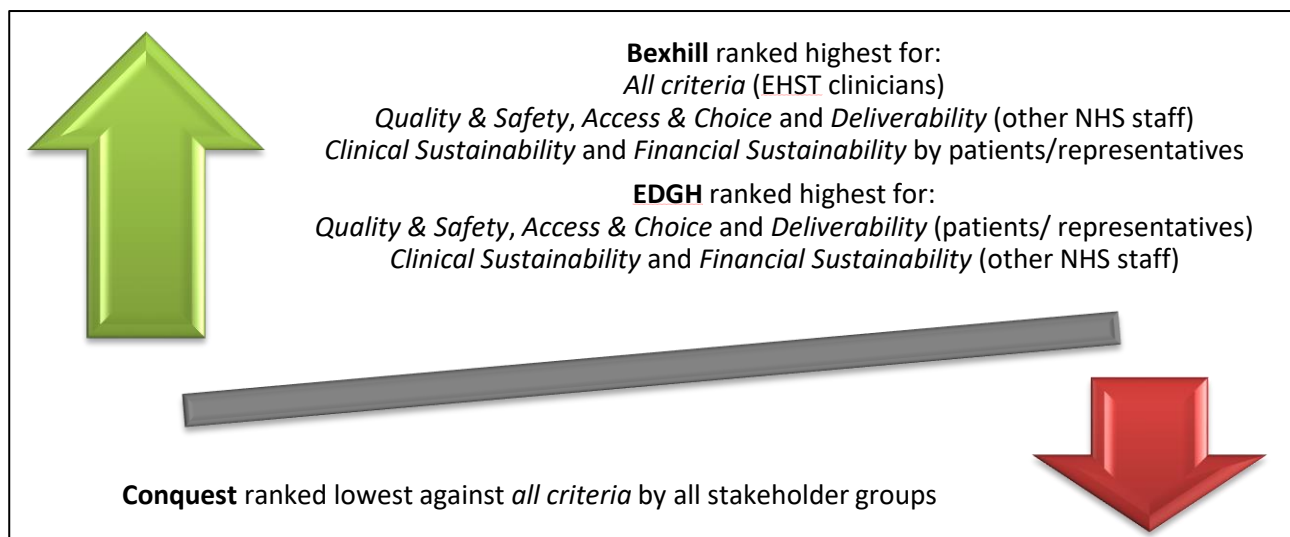 Bexhill ranked highest for:
All criteria (EHST clinicians)
Quality & Safety, Access & Choice and Deliverability (other NHS staff)
Clinical Sustainability and Financial Sustainability by patients/representatives
EDGH ranked highest for:
Quality & Safety, Access & Choice and Deliverability (patients/ representatives)
Clinical Sustainability and Financial Sustainability (other NHS staff)
Conquest ranked lowest against all criteria by all stakeholder groups